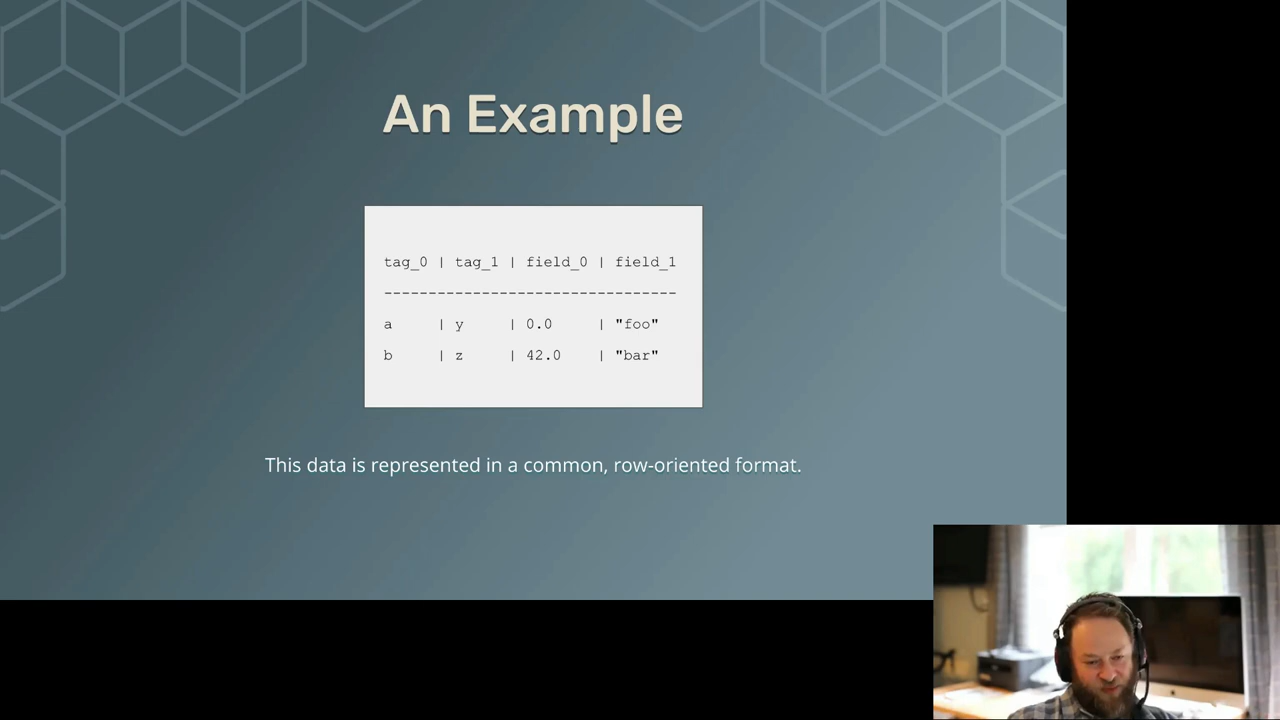 An Example
tag_0 | tag_1 | field_0 | field_1
---------------------------------
a     | y     | 0.0     | "foo"
b     | z     | 42.0    | "bar"
This data is represented in a common, row-oriented format.